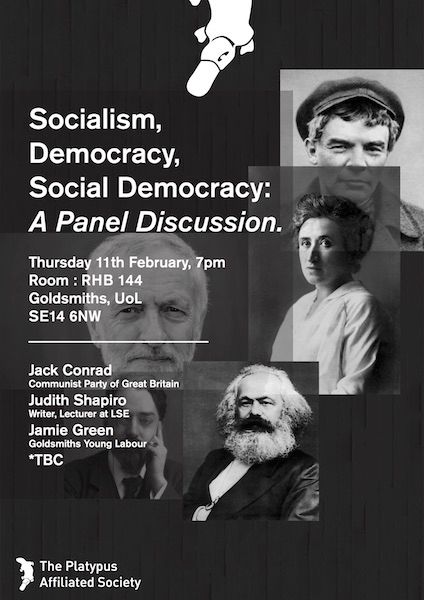 Socialism,
Democracy,
Social Democracy:
A Panel Discussion.
Thursday 11th February, 7pm
Room : RHB 144
Goldsmiths, UoL
SE14 6NW
Jack Conrad
Communist Party of Great Britain
Judith Shapiro
Writer, Lecturer at LSE
Jamie Green
Goldsmiths Young Labour
*TBC
The Platypus
Affiliated Society